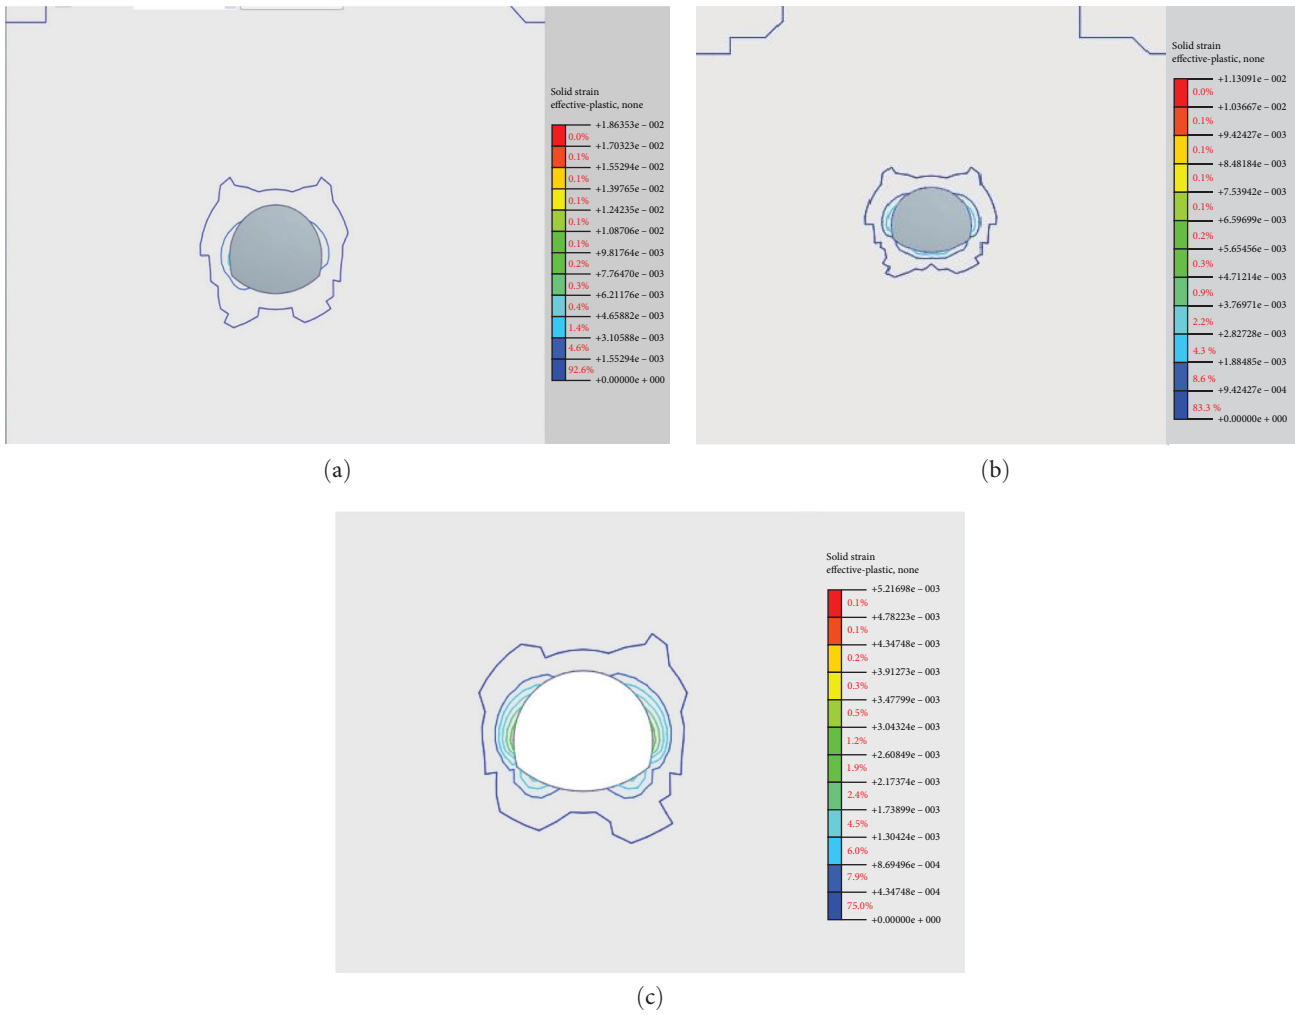 Solid strain
effective-plastic, none
+1.86353e – 002
0.0%
+1.70323e – 002
0.1%
+1.55294e – 002
0.1%
+1.39765e – 002
0.1%
+1.24235e – 002
0.1%
+1.08706e – 002
0.1%
+9.81764e – 003
0.2%
+7.76470e – 003
0.3%
+6.21176e – 003
0.4%
+4.65882e – 003
1.4%
+3.10588e – 003
4.6%
+1.55294e – 003
92.6%
+0.00000e + 000
(a)
Solid strain
effective-plastic, none
+1.13091e – 002
0.0%
+1.03667e – 002
0.1%
+9.42427e – 003
0.1%
+8.48184e – 003
0.1%
+7.53942e – 003
0.1%
+6.59699e – 003
0.2%
+5.65456e – 003
0.3%
+4.71214e – 003
0.9%
+3.76971e – 003
2.2%
+2.82728e – 003
4.3 %
+1.88485e – 003
8.6 %
+9.42427e – 004
83.3 %
+0.00000e + 000
(b)
Solid strain
effective-plastic, none
+5.21698e – 003
0.1%
+4.78223e – 003
0.1%
+4.34748e – 003
0.2%
+3.91273e – 003
0.3%
+3.47799e – 003
0.5%
+3.04324e – 003
1.2%
+2.60849e – 003
1.9%
+2.17374e – 003
2.4%
+1.73899e – 003
4.5%
+1.30424e – 003
6.0%
+8.69496e – 004
7.9%
+4.34748e – 004
75.0%
+0.00000e + 000
(c)